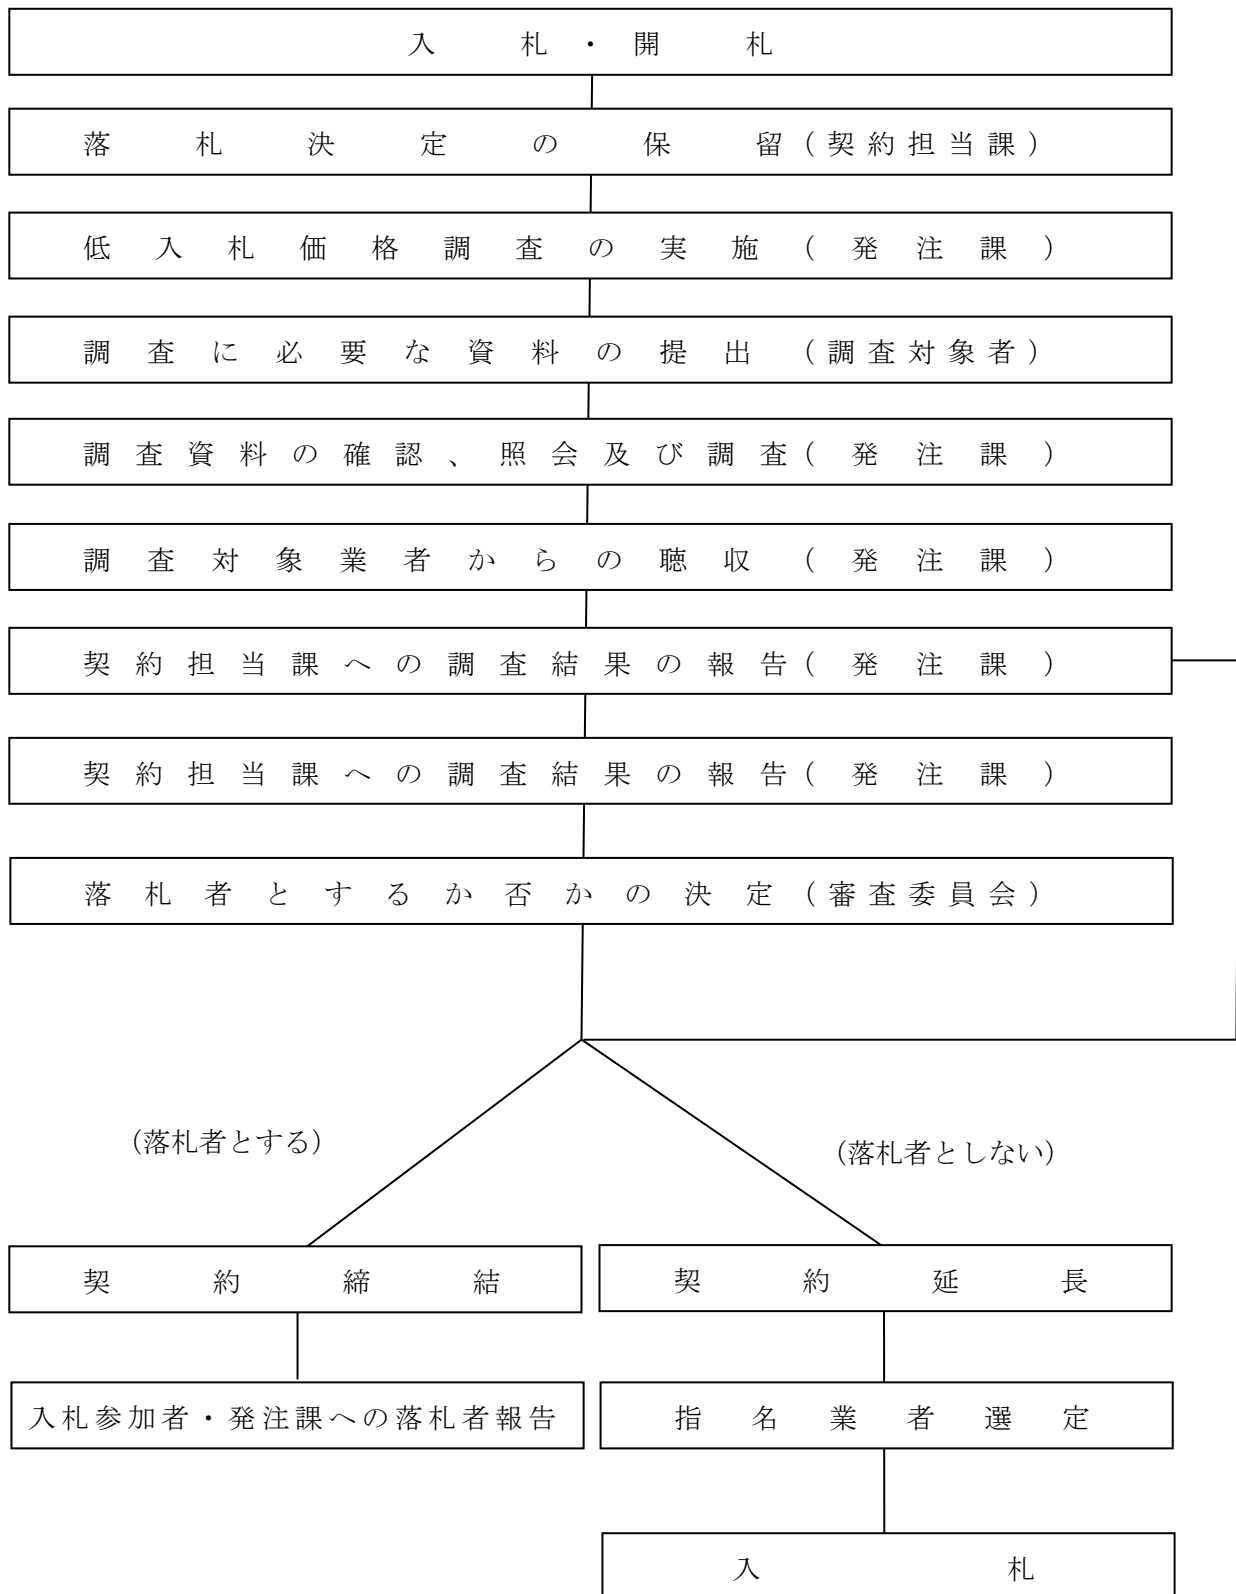 入札・開札
落札決定の保留(契約担当課)
低入札価格調査の実施(発注課)
調査に必要な資料の提出(調査対象者)
調査資料の確認、照会及び調査(発注課)
調査対象業者からの聴収(発注課)
契約担当課への調査結果の報告(発注課)
契約担当課への調査結果の報告(発注課)
落札者とするか否かの決定(審査委員会)
(落札者とする)
(落札者としない)
契約締結
契約延長
入札参加者・発注課への落札者報告
指名業者選定
入札